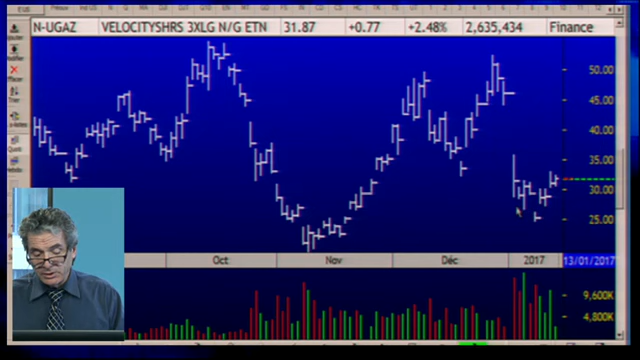 N-UGAZ VELOCITYSHRS 3XLG N/G ETN 31.87 +0.77 +2.48% 2,635,434 Finance
50.00
45.00
40.00
35.00
30.00
25.00
Oct Nov Déc 2017 13/01/2017
9,600K
4,800K